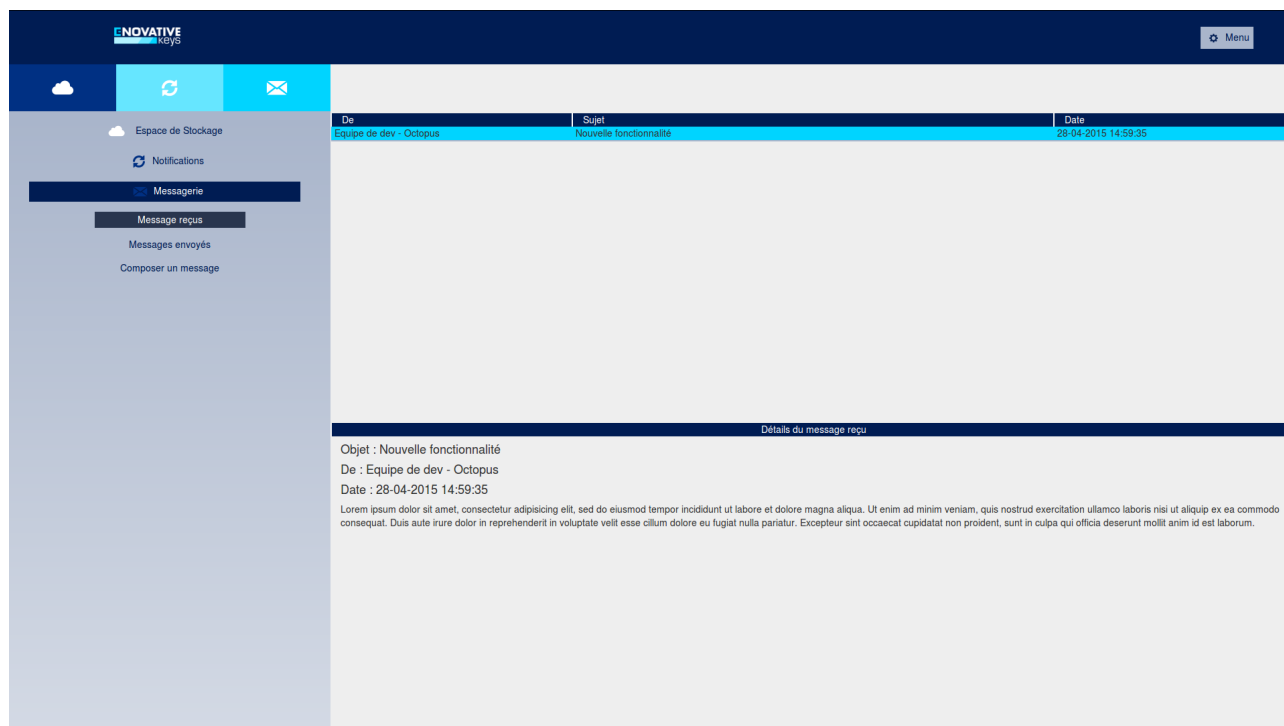 ENOVATIVE
Keys
Menu
Espace de Stockage
Notifications
Messagerie
Message reçus
Messages envoyés
Composer un message
De Sujet Date
Equipe de dev - Octopus Nouvelle fonctionnalité 28-04-2015 14:59:35
Détails du message reçu
Objet : Nouvelle fonctionnalité
De : Equipe de dev - Octopus
Date : 28-04-2015 14:59:35
Lorem ipsum dolor sit amet, consectetur adipisicing elit, sed do eiusmod tempor incididunt ut labore et dolore magna aliqua. Ut enim ad minim veniam, quis nostrud exercitation ullamco laboris nisi ut aliquip ex ea commodo
consequat. Duis aute irure dolor in reprehenderit in voluptate velit esse cillum dolore eu fugiat nulla pariatur. Excepteur sint occaecat cupidatat non proident, sunt in culpa qui officia deserunt mollit anim id est laborum.